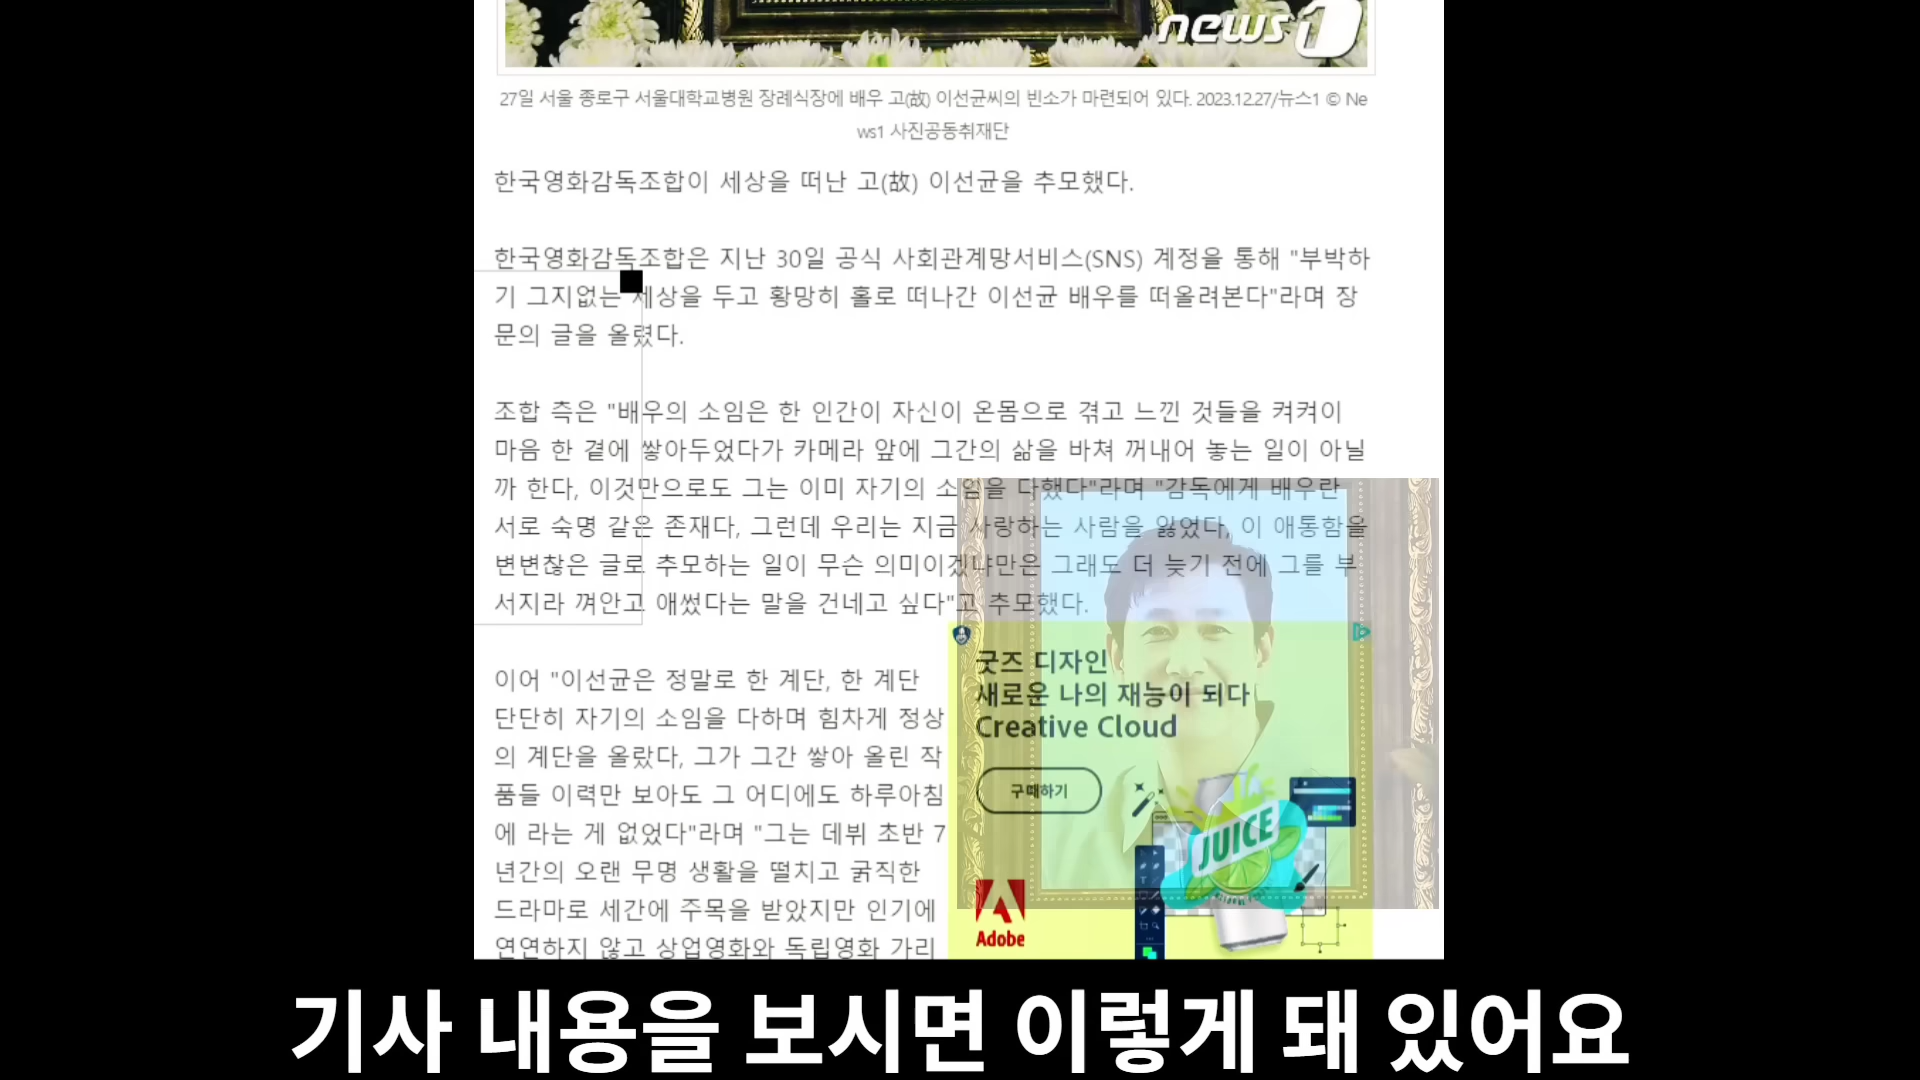 news1
27일 서울 종로구 서울대학교병원 장례식장에 배우 고(故) 이선균씨의 빈소가 마련되어 있다. 2023.12.27/뉴스1 © Ne
ws1 사진공동취재단
한국영화감독조합이 세상을 떠난 고(故) 이선균을 추모했다.
한국영화감독조합은 지난 30일 공식 사회관계망서비스(SNS) 계정을 통해 "부박하
기 그지없는 세상을 두고 황망히 홀로 떠나간 이선균 배우를 떠올려본다"라며 장
문의 글을 올렸다.
조합 측은 "배우의 소임은 한 인간이 자신이 온몸으로 겪고 느낀 것들을 켜켜이
마음 한 곁에 쌓아두었다가 카메라 앞에 그간의 삶을 바쳐 꺼내어 놓는 일이 아닐
까 한다, 이것만으로도 그는 이미 자기의 소임을 다했다"라며 "감독에게 배우란
서로 숙명 같은 존재다, 그런데 우리는 지금 사랑하는 사람을 잃었다, 이 애통함을
변변찮은 글로 추모하는 일이 무슨 의미이겠냐만은 그래도 더 늦기 전에 그를 부
서지라 껴안고 애썼다는 말을 건네고 싶다"고 추모했다.
이어 "이선균은 정말로 한 계단, 한 계단
단단히 자기의 소임을 다하며 힘차게 정상
의 계단을 올랐다, 그가 그간 쌓아 올린 작
품들 이력만 보아도 그 어디에도 하루아침
에 라는 게 없었다"라며 "그는 데뷔 초반 7
년간의 오랜 무명 생활을 떨치고 굵직한
드라마로 세간에 주목을 받았지만 인기에
연연하지 않고 상업영화와 독립영화 가리
굿즈 디자인
새로운 나의 재능이 되다
Creative Cloud
구매하기
JUICE
Adobe
기사 내용을 보시면 이렇게 돼 있어요